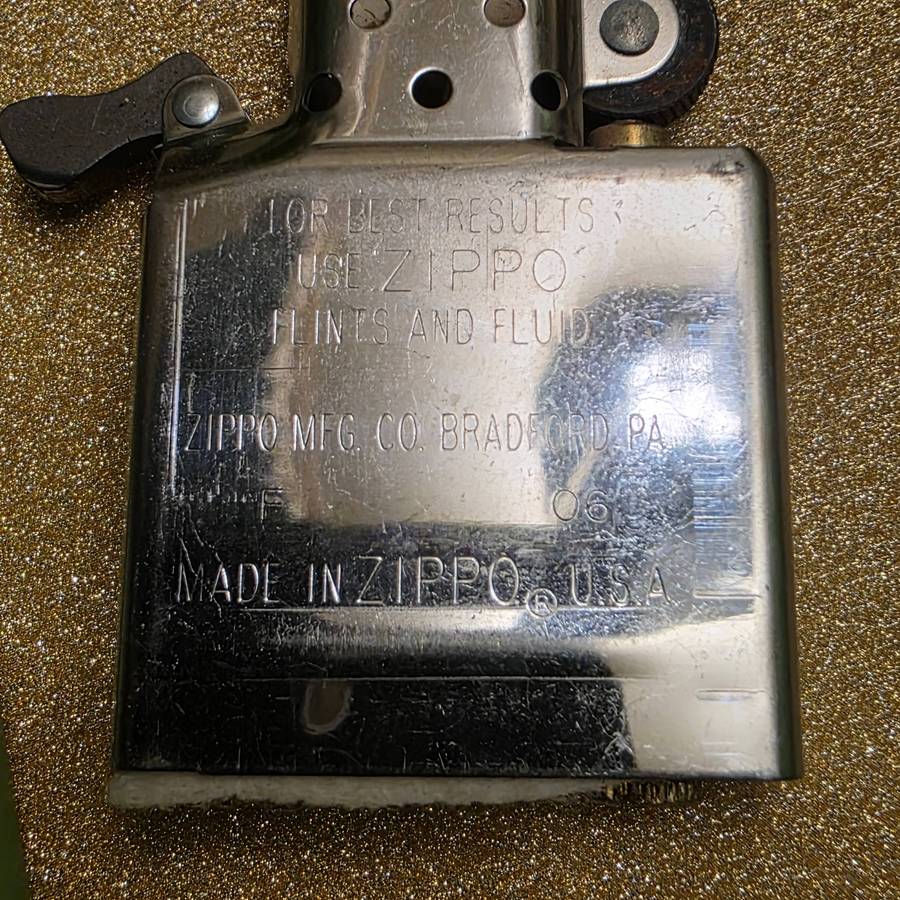 FOR BEST RESULTS
USE ZIPPO
FLINTS AND FLUID
ZIPPO MFG. CO. BRADFORD, PA
F 06
MADE IN ZIPPO ® U.S.A